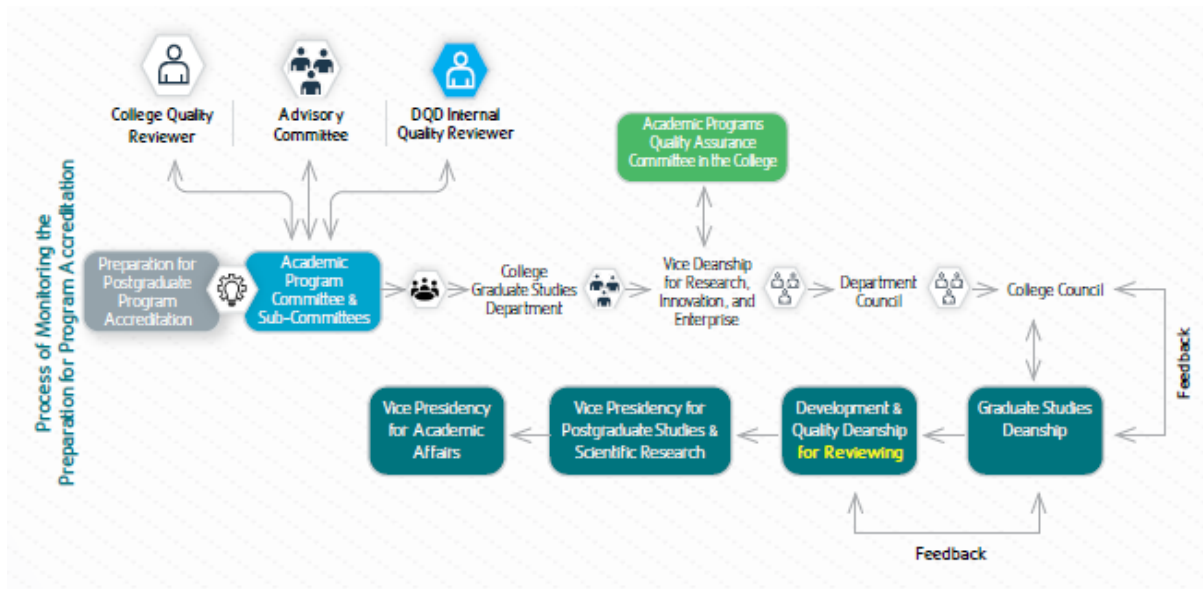 Process of Monitoring the
Preparation for Program Accreditation
College Quality
Reviewer
Advisory
Committee
DQD Internal
Quality Reviewer
Academic Programs
Quality Assurance
Committee in the College
Preparation for
Postgraduate
Program
Accreditation
Academic
Program
Committee &
Sub-Committees
College
Graduate Studies
Department
Vice Deanship
for Research,
Innovation, and
Enterprise
Department
Council
College Council
Feedback
Vice Presidency
for Academic
Affairs
Vice Presidency for
Postgraduate Studies &
Scientific Research
Development &
Quality Deanship
for Reviewing
Graduate Studies
Deanship
Feedback